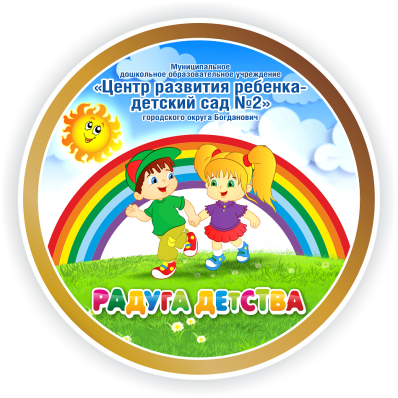 Муниципальное
дошкольное образовательное учреждение
«Центр развития ребенка-
детский сад №2»
городского округа Богданович
РАДУГА ДЕТСТВА